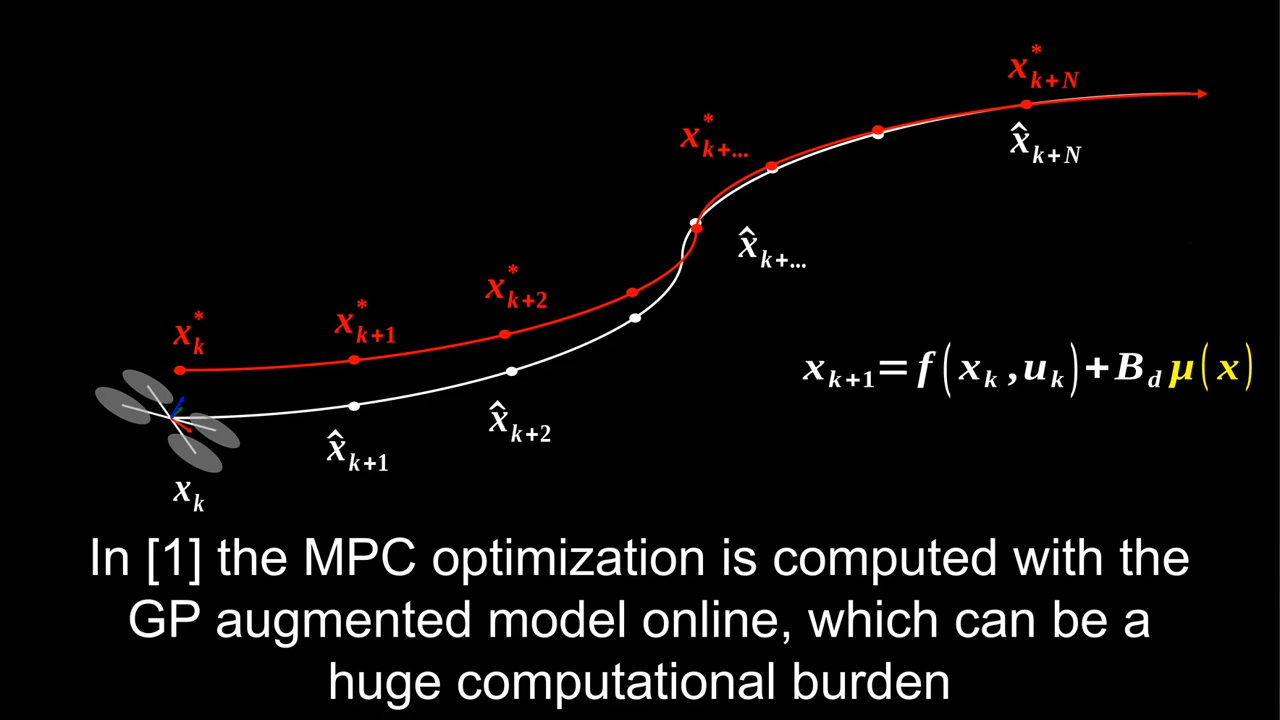 x*k+N
x*k+...
x̂k+N
x̂k+...
x*k+2
x*k+1
x*k
xk+1=f(xk,uk)+Bdμ(x)
x̂k+2
x̂k+1
xk
In [1] the MPC optimization is computed with the
GP augmented model online, which can be a
huge computational burden